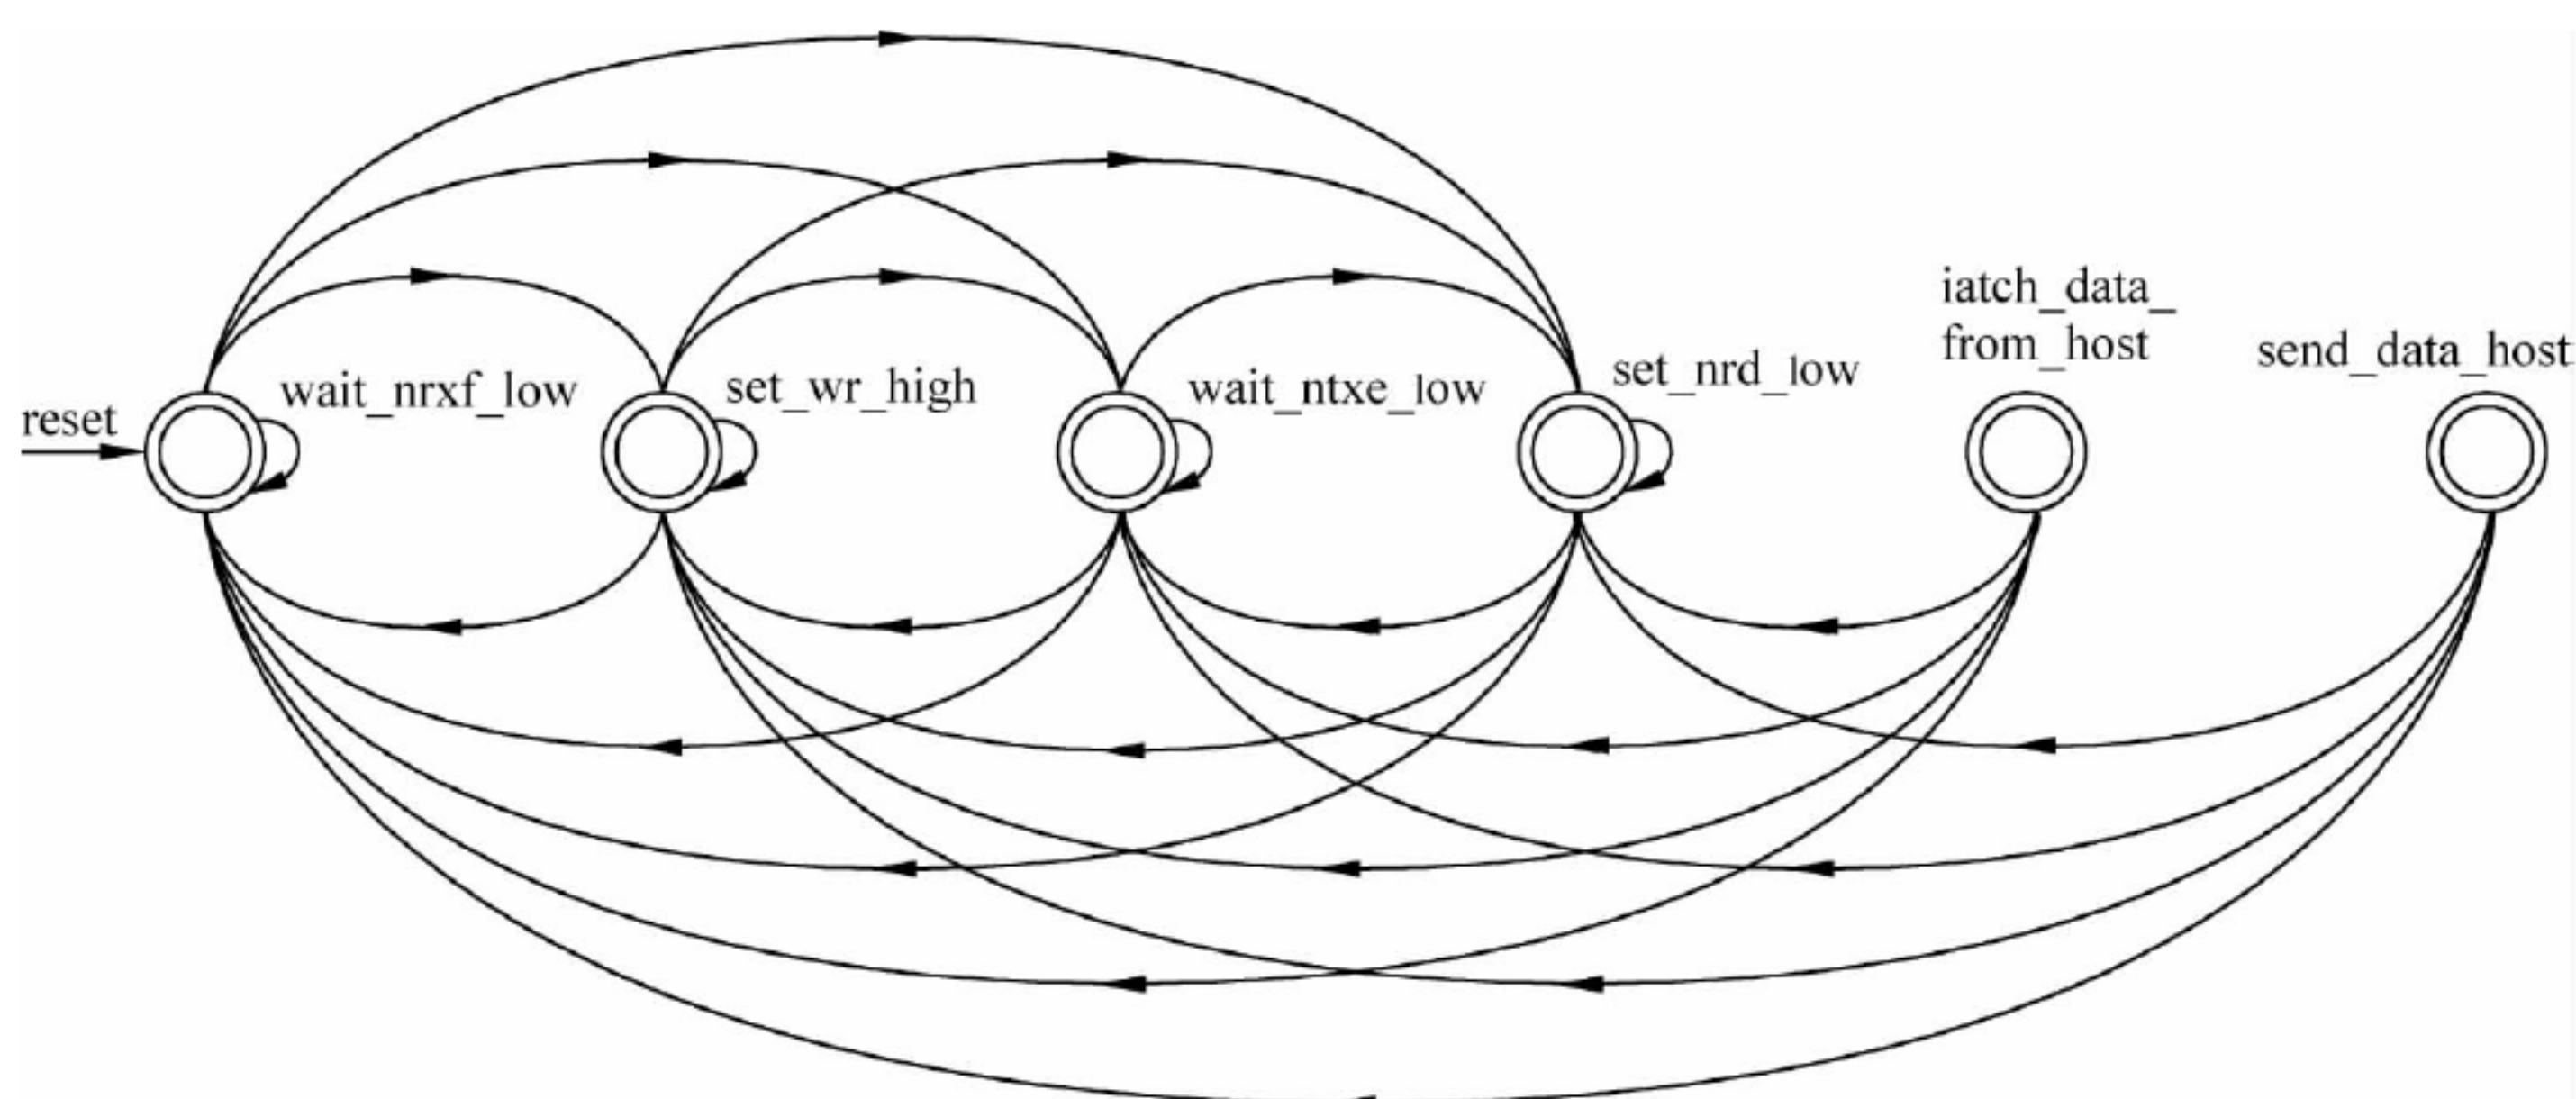 reset
wait_nrxf_low
set_wr_high
wait_ntxe_low
set_nrd_low
iatch_data_
from_host
send_data_host